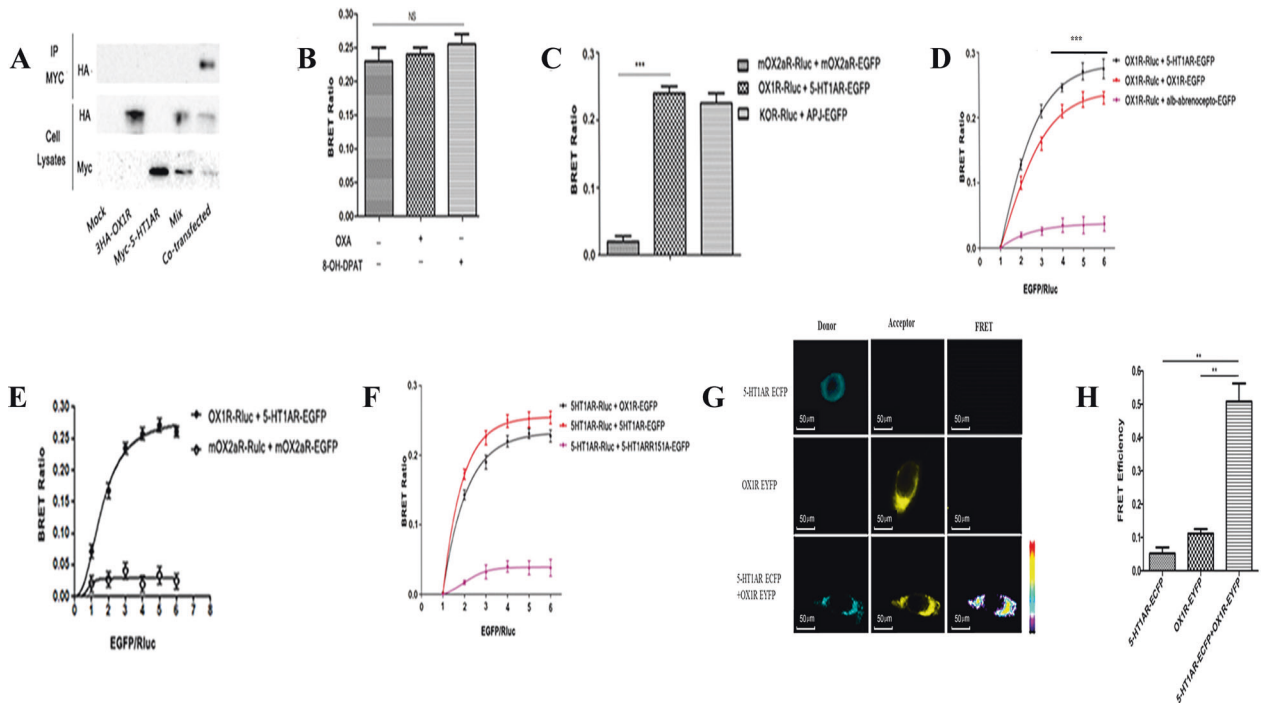 A
IP
MYC
HA
Cell
Lysates
HA
Myc
Mock
3HA-OX1R
Myc-5-HT1AR
Mix
Co-transfected
B
BRET Ratio
0.30
0.25
0.20
0.15
0.10
0.05
0.00
NS
OXA - + -
8-OH-DPAT - - +
C
BRET Ratio
0.3
0.2
0.1
0.0
***
mOX2aR-Rluc + mOX2aR-EGFP
OX1R-Rluc + 5-HT1AR-EGFP
KOR-Rluc + APJ-EGFP
D
BRET Ratio
0.3
0.2
0.1
0.0
0 1 2 3 4 5 6
EGFP/Rluc
***
OX1R-Rluc + 5-HT1AR-EGFP
OX1R-Rluc + OX1R-EGFP
OX1R-Rulc + alb-abrenocepto-EGFP
E
BRET Ratio
0.30
0.25
0.20
0.15
0.10
0.05
0.00
0 1 2 3 4 5 6 7 8
EGFP/Rluc
OX1R-Rluc + 5-HT1AR-EGFP
mOX2aR-Rulc + mOX2aR-EGFP
F
BRET Ratio
0.3
0.2
0.1
0.0
0 1 2 3 4 5 6
EGFP/Rluc
5HT1AR-Rluc + OX1R-EGFP
5HT1AR-Rluc + 5HT1AR-EGFP
5-HT1AR-Rluc + 5-HT1ARR151A-EGFP
G
Donor Acceptor FRET
5-HT1AR ECFP
50μm 50μm 50μm
OX1R EYFP
50μm 50μm 50μm
5-HT1AR ECFP
+OX1R EYFP
50μm 50μm 50μm
H
FRET Efficiency
0.6
0.5
0.4
0.3
0.2
0.1
0.0
**
**
5-HT1AR-ECFP
OX1R-EYFP
5-HT1AR-ECFP+OX1R-EYFP